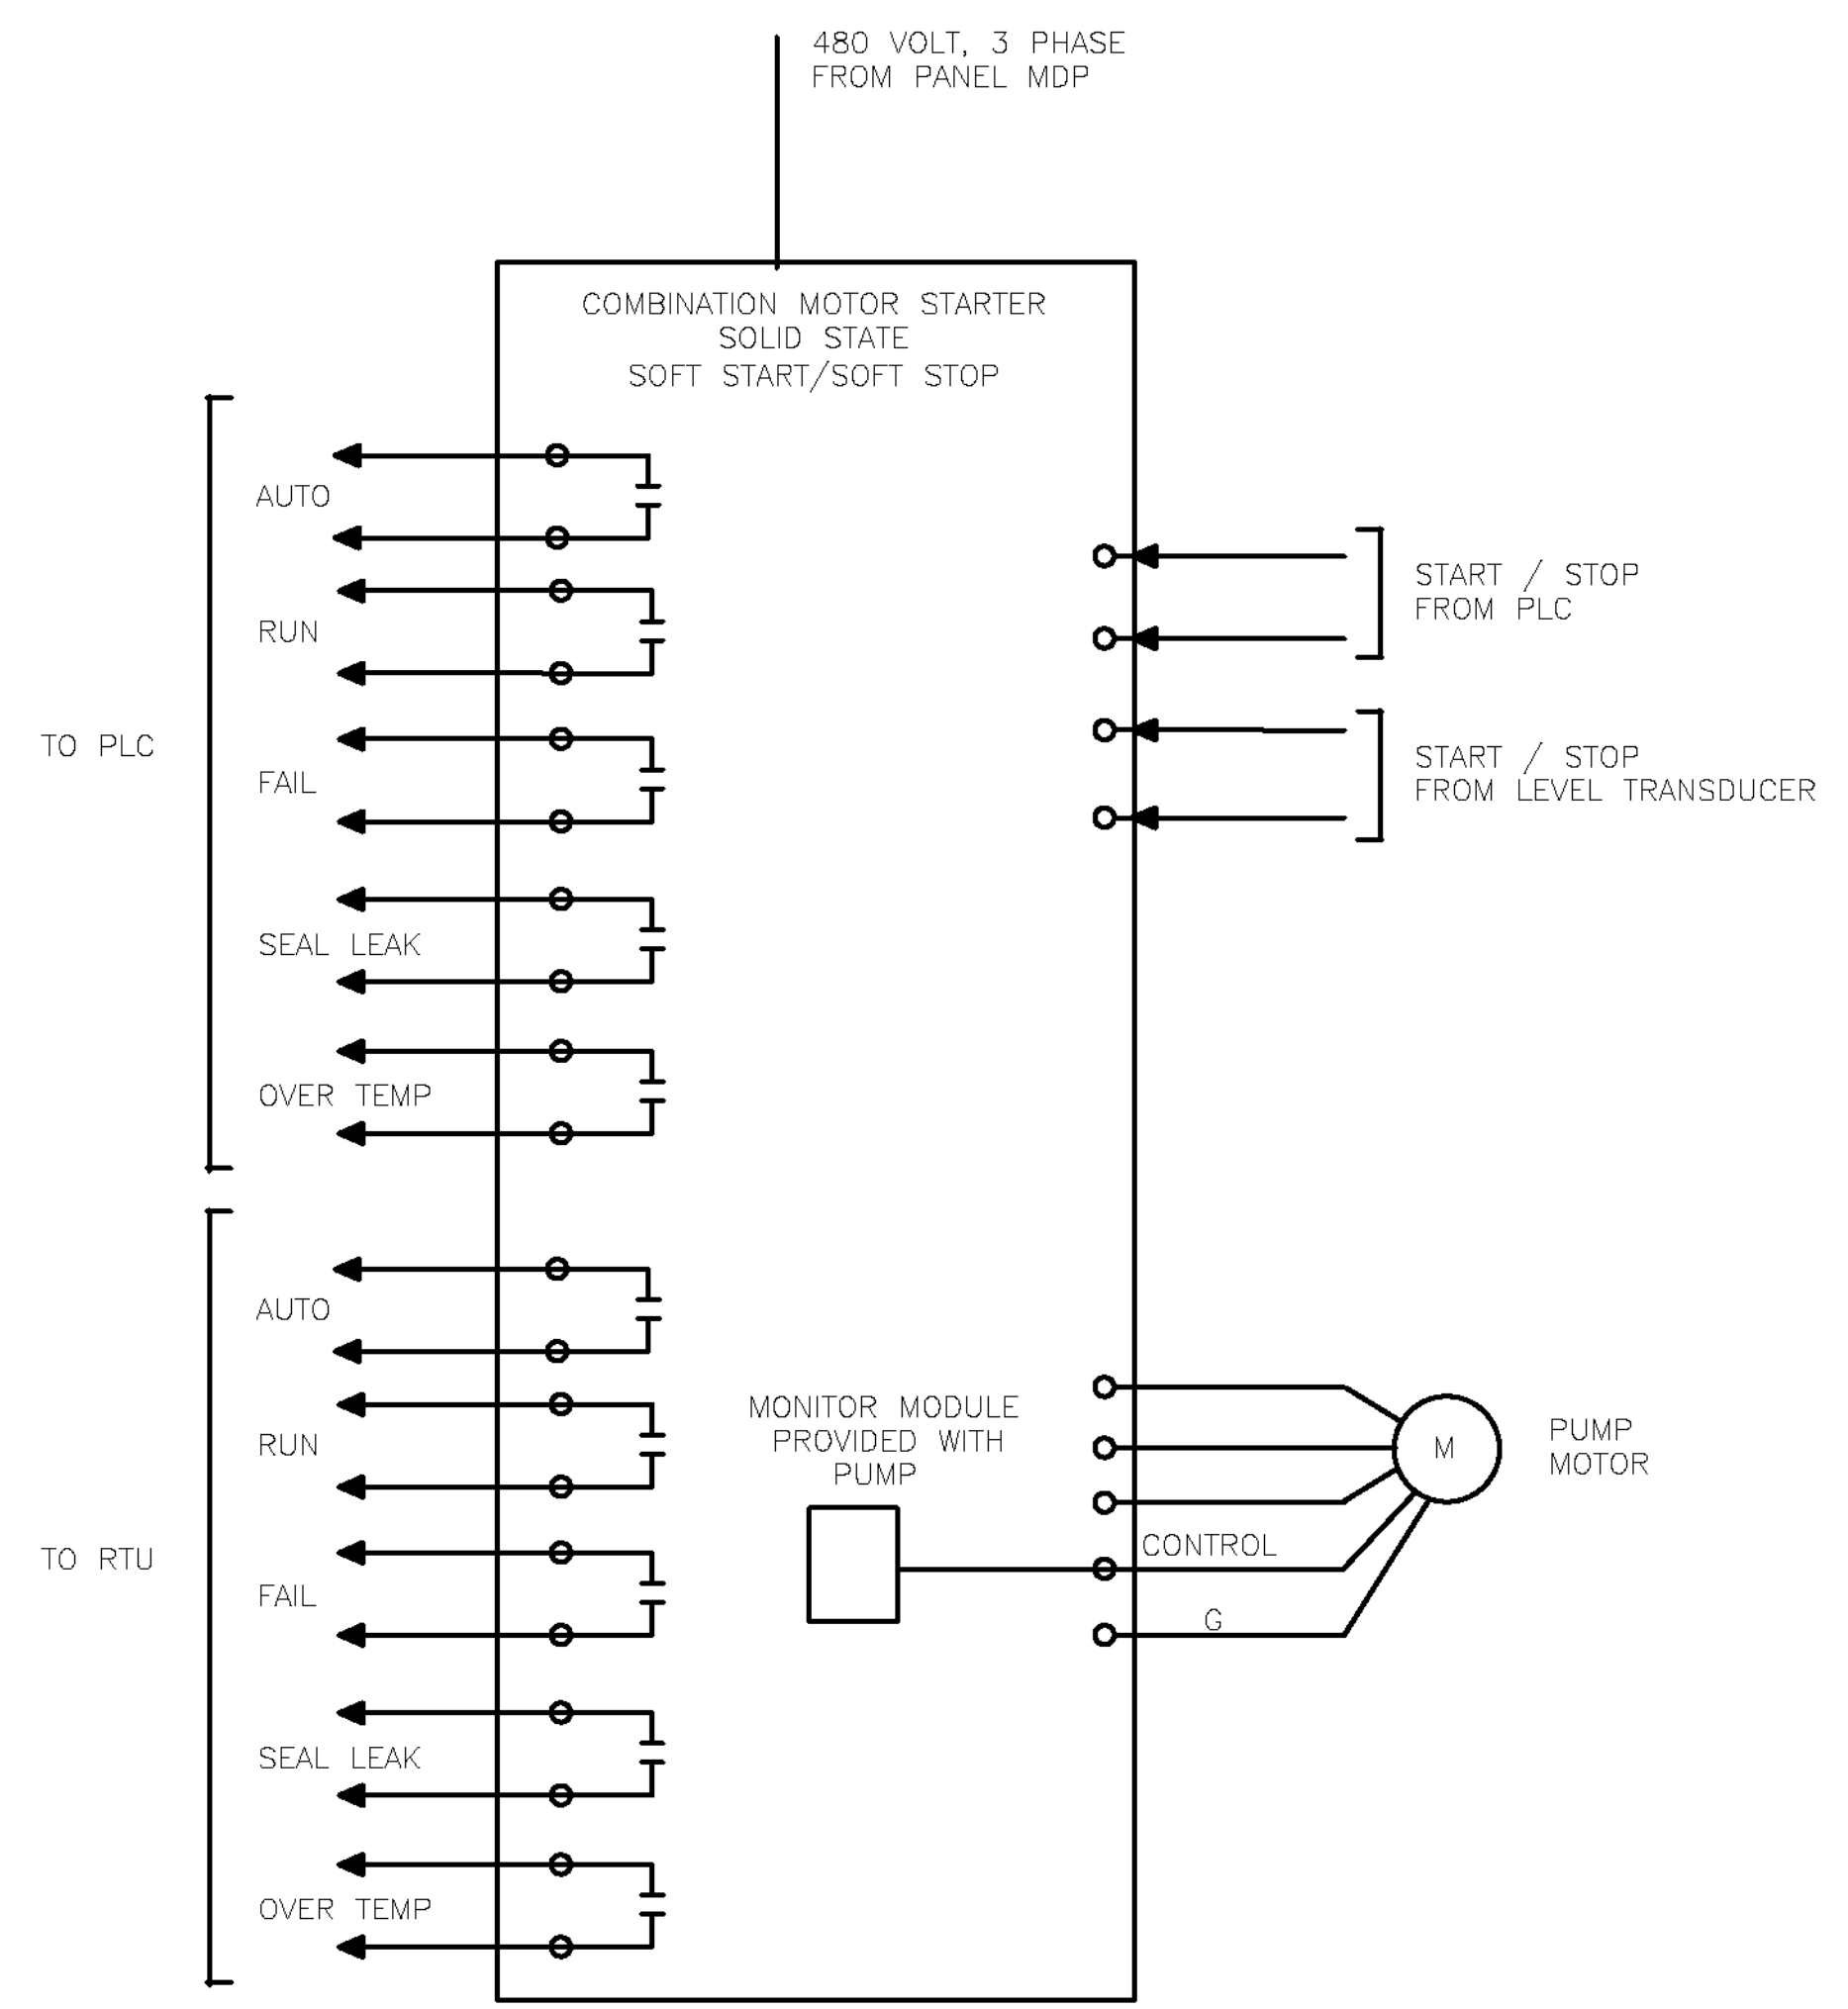 480 VOLT, 3 PHASE
FROM PANEL MDP
COMBINATION MOTOR STARTER
SOLID STATE
SOFT START/SOFT STOP
TO PLC
AUTO
RUN
FAIL
SEAL LEAK
OVER TEMP
START / STOP
FROM PLC
START / STOP
FROM LEVEL TRANSDUCER
TO RTU
AUTO
RUN
FAIL
SEAL LEAK
OVER TEMP
MONITOR MODULE
PROVIDED WITH
PUMP
CONTROL
G
M
PUMP
MOTOR